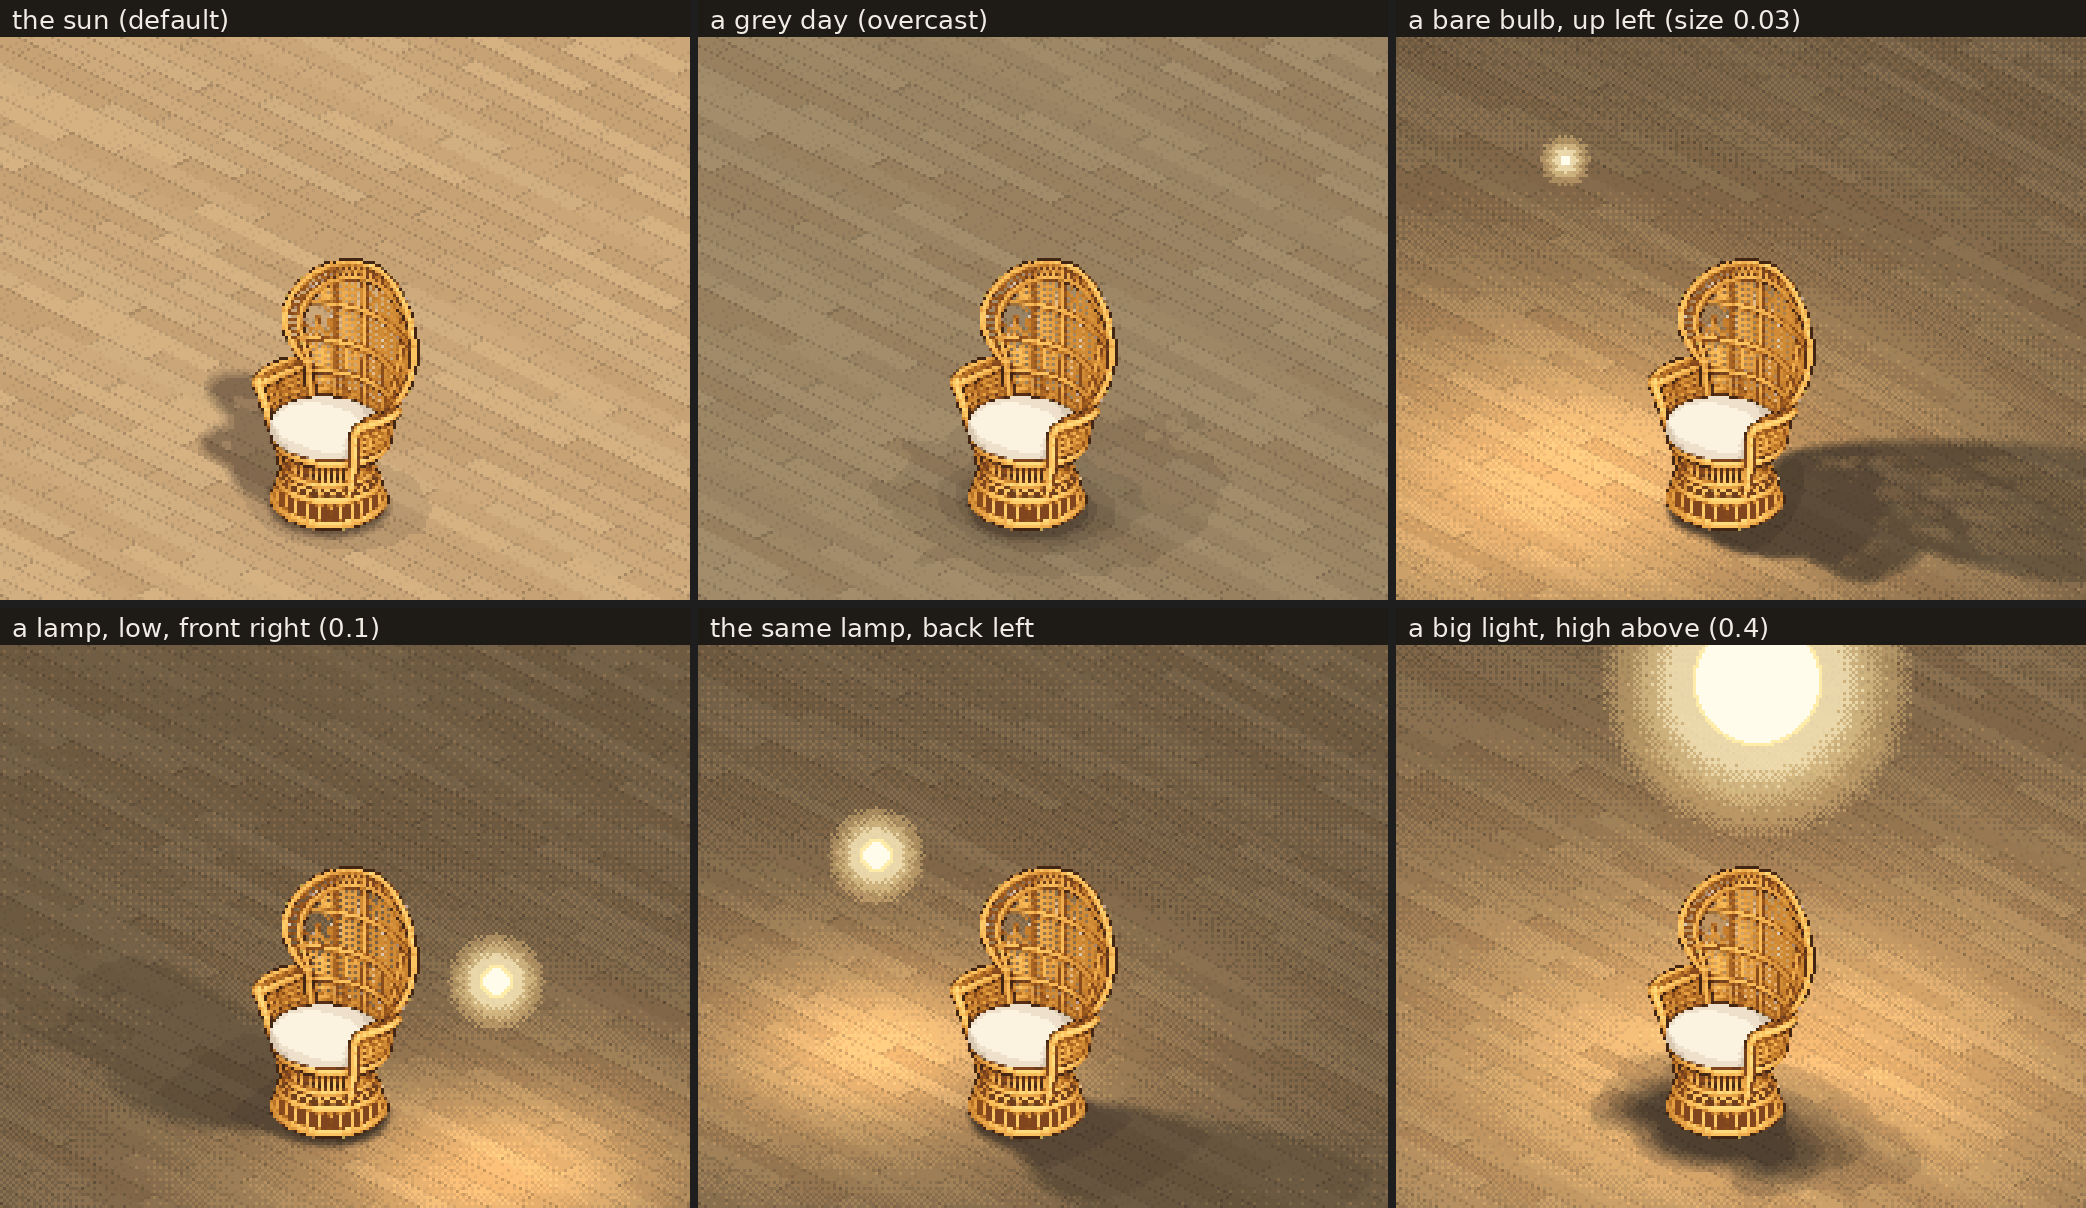 the sun (default)
a grey day (overcast)
a bare bulb, up left (size 0.03)
a lamp, low, front right (0.1)
the same lamp, back left
a big light, high above (0.4)